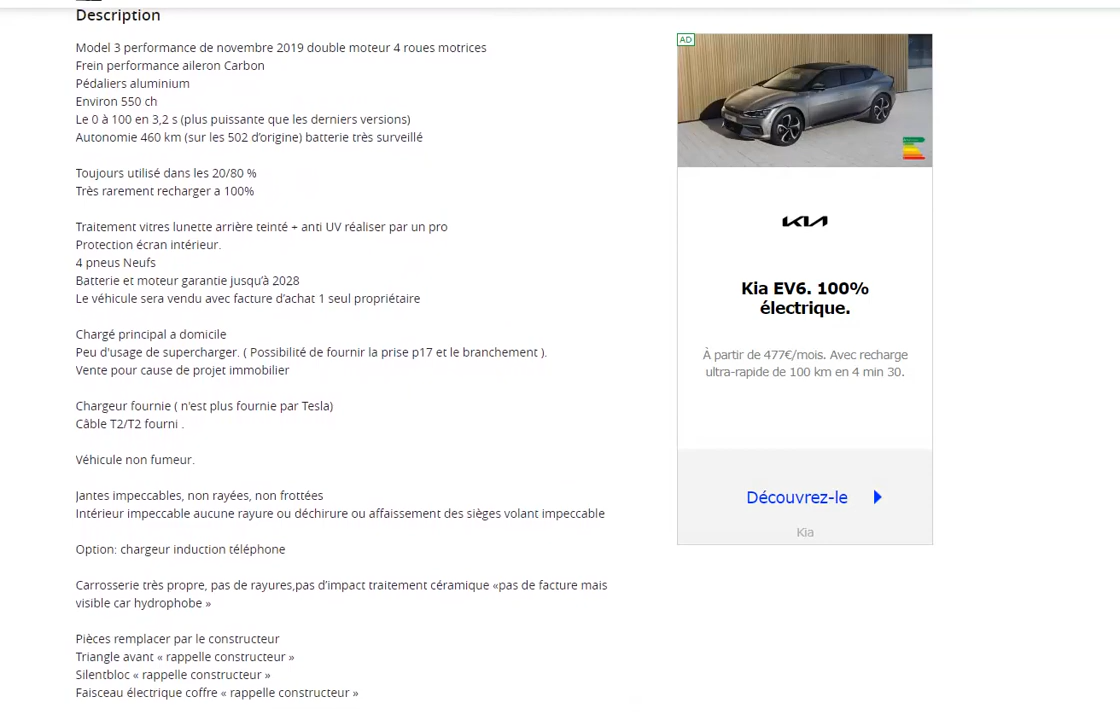 Description
Model 3 performance de novembre 2019 double moteur 4 roues motrices
Frein performance aileron Carbon
Pédaliers aluminium
Environ 550 ch
Le 0 à 100 en 3,2 s (plus puissante que les derniers versions)
Autonomie 460 km (sur les 502 d’origine) batterie très surveillé
Toujours utilisé dans les 20/80 %
Très rarement recharger a 100%
Traitement vitres lunette arrière teinté + anti UV réaliser par un pro
Protection écran intérieur.
4 pneus Neufs
Batterie et moteur garantie jusqu’à 2028
Le véhicule sera vendu avec facture d’achat 1 seul propriétaire
Chargé principal a domicile
Peu d'usage de supercharger. ( Possibilité de fournir la prise p17 et le branchement ).
Vente pour cause de projet immobilier
Chargeur fournie ( n'est plus fournie par Tesla)
Câble T2/T2 fourni .
Véhicule non fumeur.
Jantes impeccables, non rayées, non frottées
Intérieur impeccable aucune rayure ou déchirure ou affaissement des sièges volant impeccable
Option: chargeur induction téléphone
Carrosserie très propre, pas de rayures,pas d’impact traitement céramique «pas de facture mais
visible car hydrophobe »
Pièces remplacer par le constructeur
Triangle avant « rappelle constructeur »
Silentbloc « rappelle constructeur »
Faisceau électrique coffre « rappelle constructeur »
AD
KIA
Kia EV6. 100%
électrique.
À partir de 477€/mois. Avec recharge
ultra-rapide de 100 km en 4 min 30.
Découvrez-le
Kia